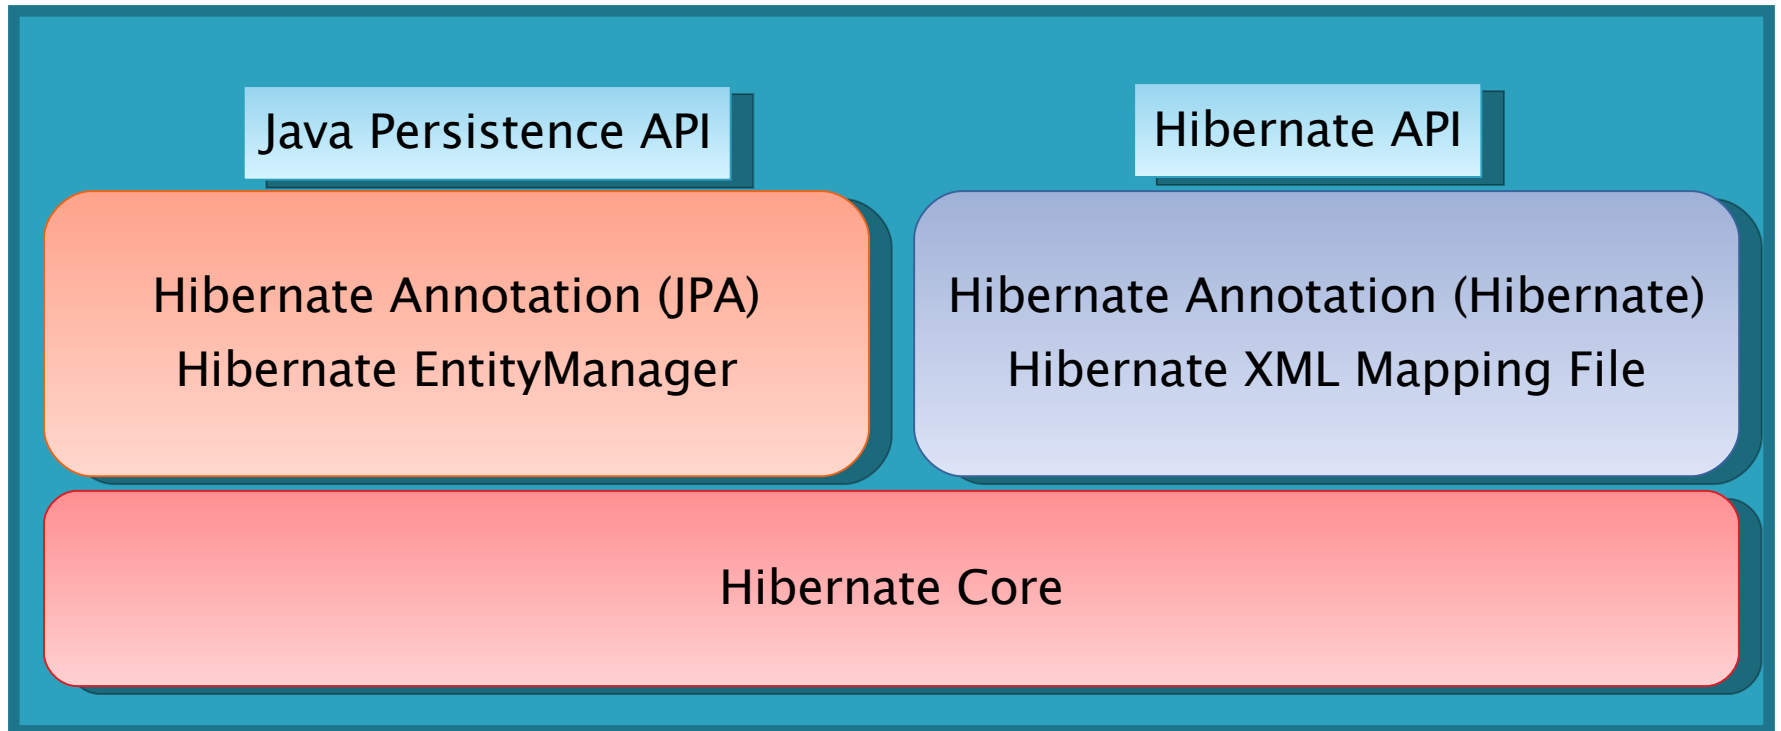 Java Persistence API
Hibernate API
Hibernate Annotation (JPA)
Hibernate EntityManager
Hibernate Annotation (Hibernate)
Hibernate XML Mapping File
Hibernate Core